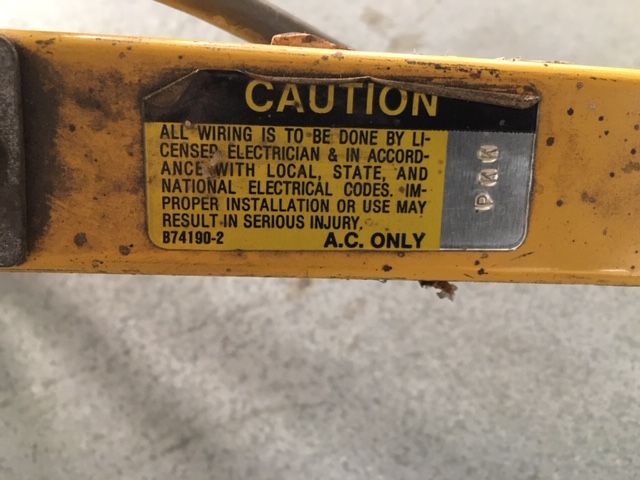 CAUTION
ALL WIRING IS TO BE DONE BY LI-
CENSED ELECTRICIAN & IN ACCORD-
ANCE WITH LOCAL, STATE, AND
NATIONAL ELECTRICAL CODES. IM-
PROPER INSTALLATION OR USE MAY
RESULT IN SERIOUS INJURY.
B74190-2 A.C. ONLY